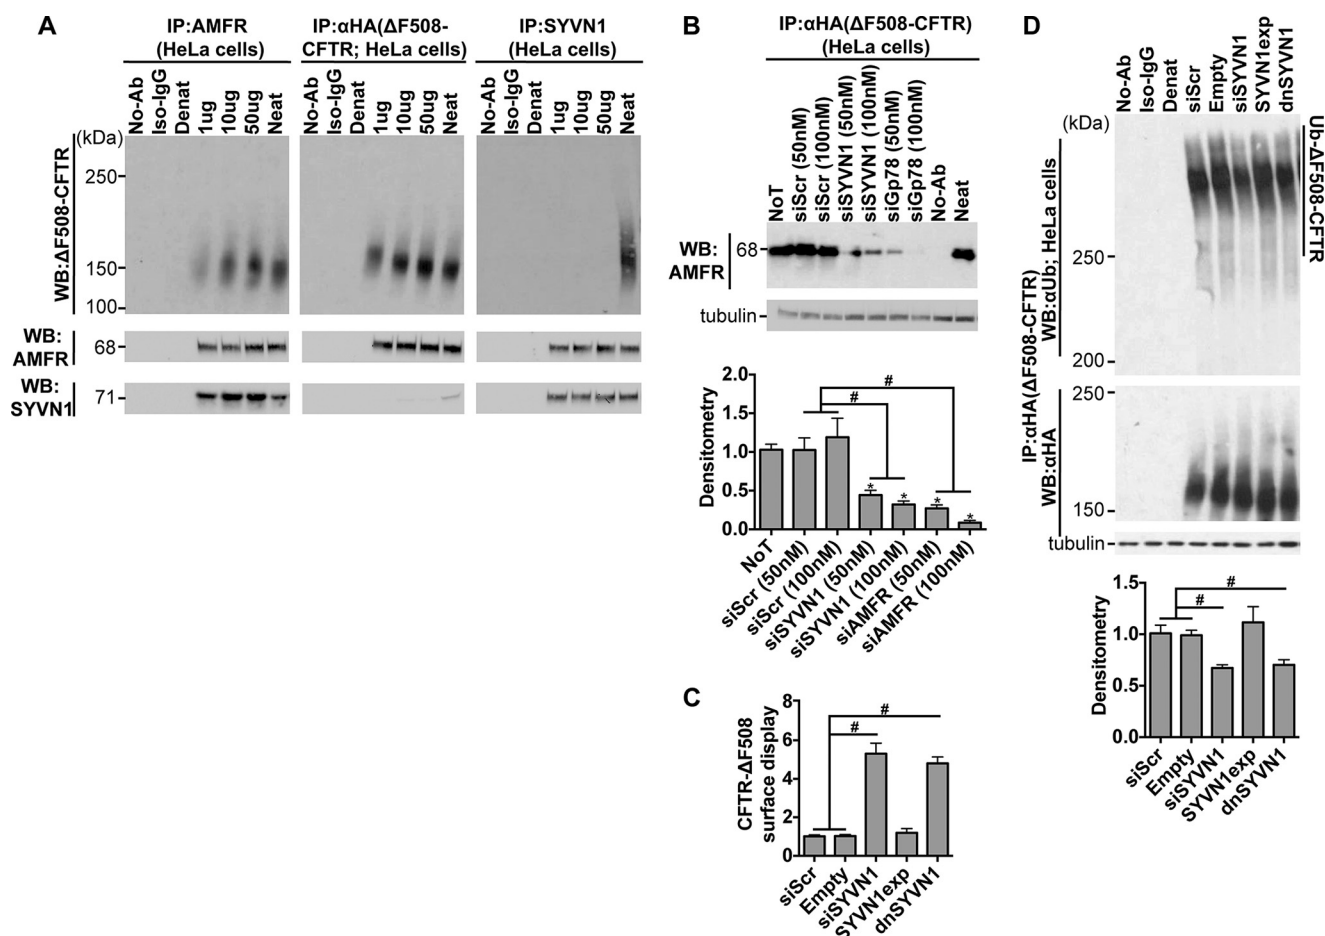 A
IP:AMFR
(HeLa cells)
IP:αHA(ΔF508-
CFTR; HeLa cells)
IP:SYVN1
(HeLa cells)
No-Ab
Iso-IgG
Denat
1ug
10ug
50ug
Neat
No-Ab
Iso-IgG
Denat
1ug
10ug
50ug
Neat
No-Ab
Iso-IgG
Denat
1ug
10ug
50ug
Neat
(kDa)
WB:ΔF508-CFTR
250
150
100
WB:
AMFR
68
WB:
SYVN1
71
B
IP:αHA(ΔF508-CFTR)
(HeLa cells)
NoT
siScr (50nM)
siScr (100nM)
siSYVN1 (50nM)
siSYVN1 (100nM)
siGp78 (50nM)
siGp78 (100nM)
No-Ab
Neat
WB:
AMFR
68
tubulin
Densitometry
2.0
1.5
1.0
0.5
0.0
#
#
*
*
*
*
NoT
siScr (50nM)
siScr (100nM)
siSYVN1 (50nM)
siSYVN1 (100nM)
siAMFR (50nM)
siAMFR (100nM)
C
CFTR-ΔF508
surface display
8
6
4
2
0
#
#
siScr
Empty
siSYVN1
SYVN1exp
dnSYVN1
D
No-Ab
Iso-IgG
Denat
siScr
Empty
siSYVN1
SYVN1exp
dnSYVN1
(kDa)
IP:αHA(ΔF508-CFTR)
WB:αUb; HeLa cells
250
200
Ub-ΔF508-CFTR
WB:αHA
250
150
tubulin
Densitometry
1.5
1.0
0.5
0.0
#
#
siScr
Empty
siSYVN1
SYVN1exp
dnSYVN1